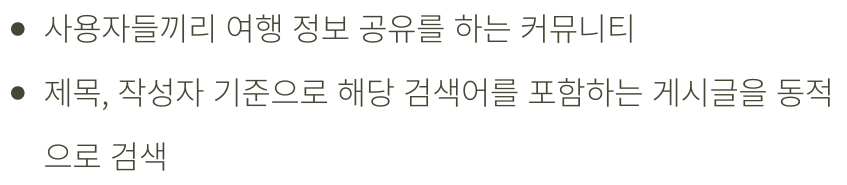 ● 사용자들끼리 여행 정보 공유를 하는 커뮤니티
● 제목, 작성자 기준으로 해당 검색어를 포함하는 게시글을 동적
으로 검색